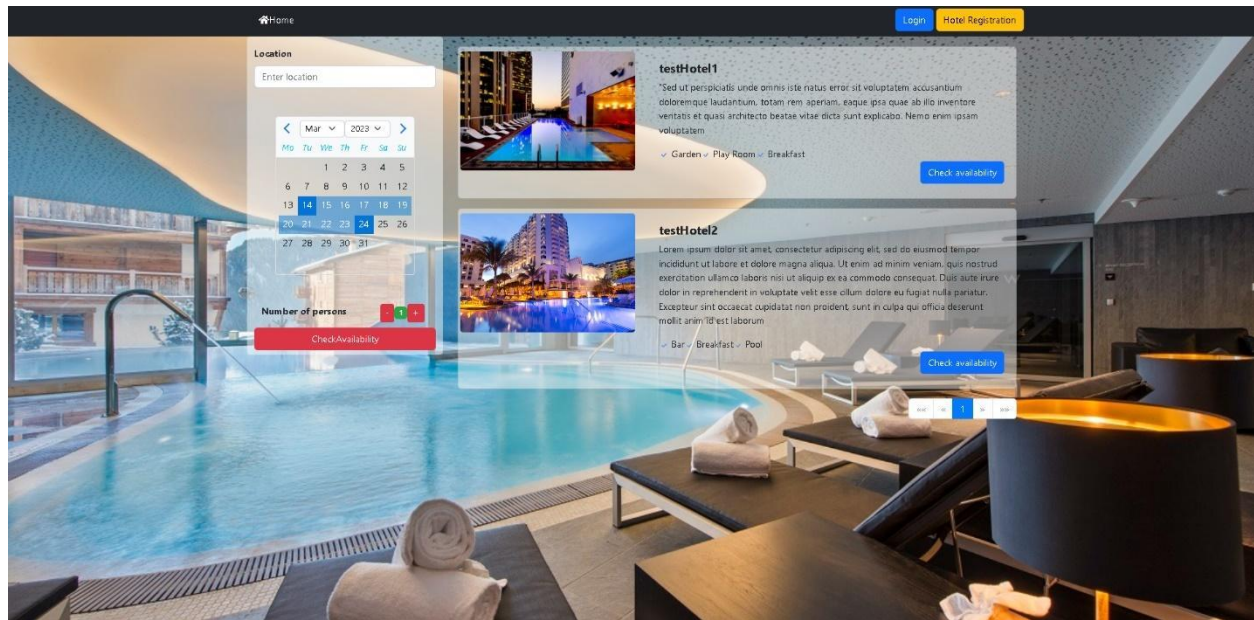 Home
Login
Hotel Registration
Location
Enter location
Mar 2023
Mo Tu We Th Fr Sa Su
1 2 3 4 5
6 7 8 9 10 11 12
13 14 15 16 17 18 19
20 21 22 23 24 25 26
27 28 29 30 31
Number of persons - 1 +
CheckAvailability
testHotel1
"Sed ut perspiciatis unde omnis iste natus error sit voluptatem accusantium
doloremque laudantium, totam rem aperiam, eaque ipsa quae ab illo inventore
veritatis et quasi architecto beatae vitae dicta sunt explicabo. Nemo enim ipsam
voluptatem
Garden Play Room Breakfast
Check availability
testHotel2
Lorem ipsum dolor sit amet, consectetur adipiscing elit, sed do eiusmod tempor
incididunt ut labore et dolore magna aliqua. Ut enim ad minim veniam, quis nostrud
exercitation ullamco laboris nisi ut aliquip ex ea commodo consequat. Duis aute irure
dolor in reprehenderit in voluptate velit esse cillum dolore eu fugiat nulla pariatur.
Excepteur sint occaecat cupidatat non proident, sunt in culpa qui officia deserunt
mollit anim id est laborum
Bar Breakfast Pool
Check availability
«« « 1 » »»